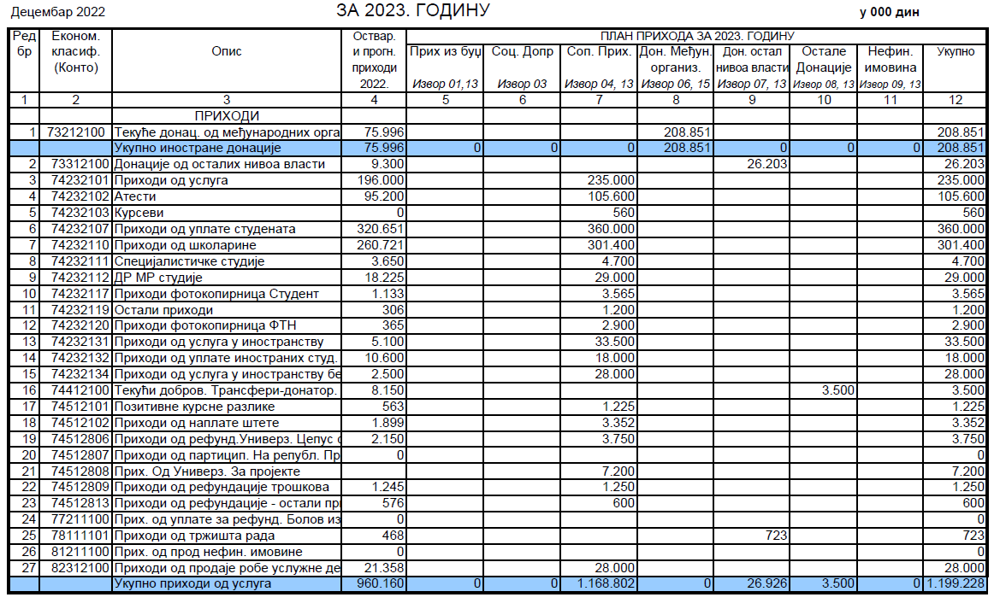 Децембар 2022 ЗА 2023. ГОДИНУ у 000 дин
Ред бр Економ. класиф. (Конто) Опис Оствар. и прогн. приходи 2022. ПЛАН ПРИХОДА ЗА 2023. ГОДИНУ
Прих из буџ Соц. Допр Соп. Прих. Дон. Међун. организ. Дон. остал нивоа власти Остале Донације Нефин. имовина Укупно
Извор 01,13 Извор 03 Извор 04, 13 Извор 06, 15 Извор 07, 13 Извор 08, 13 Извор 09, 13
1 2 3 4 5 6 7 8 9 10 11 12
ПРИХОДИ
1 73212100 Текуће донац. од међународних орга 75.996 208.851 208.851
Укупно иностране донације 75.996 0 0 0 208.851 0 0 0 208.851
2 73312100 Донације од осталих нивоа власти 9.300 26.203 26.203
3 74232101 Приходи од услуга 196.000 235.000 235.000
4 74232102 Атести 95.200 105.600 105.600
5 74232103 Курсеви 0 560 560
6 74232107 Приходи од уплате студената 320.651 360.000 360.000
7 74232110 Приходи од школарине 260.721 301.400 301.400
8 74232111 Специјалистичке студије 3.650 4.700 4.700
9 74232112 ДР МР студије 18.225 29.000 29.000
10 74232117 Приходи фотокопирница Студент 1.133 3.565 3.565
11 74232119 Остали приходи 306 1.200 1.200
12 74232120 Приходи фотокопирница ФТН 365 2.900 2.900
13 74232131 Приходи од услуга у иностранству 5.100 33.500 33.500
14 74232132 Приходи од уплате иностраних студ. 10.600 18.000 18.000
15 74232134 Приходи од услуга у иностранству бе 2.500 28.000 28.000
16 74412100 Текући добров. Трансфери-донатор. 8.150 3.500 3.500
17 74512101 Позитивне курсне разлике 563 1.225 1.225
18 74512102 Приходи од наплате штете 1.899 3.352 3.352
19 74512806 Приходи од рефунд.Универз. Цепус с 2.150 3.750 3.750
20 74512807 Приходи од партицип. На републ. Пр 0 0
21 74512808 Прих. Од Универз. За пројекте 7.200 7.200
22 74512809 Приходи од рефундације трошкова 1.245 1.250 1.250
23 74512813 Приходи од рефундације - остали при 576 600 600
24 77211100 Прих. од уплате за рефунд. Болов из 0 0
25 78111101 Приходи од тржишта рада 468 723 723
26 81211100 Прих. од прод нефин. имовине 0 0
27 82312100 Приходи од продаје робе услужне де 21.358 28.000 28.000
Укупно приходи од услуга 960.160 0 0 1.168.802 0 26.926 3.500 0 1.199.228